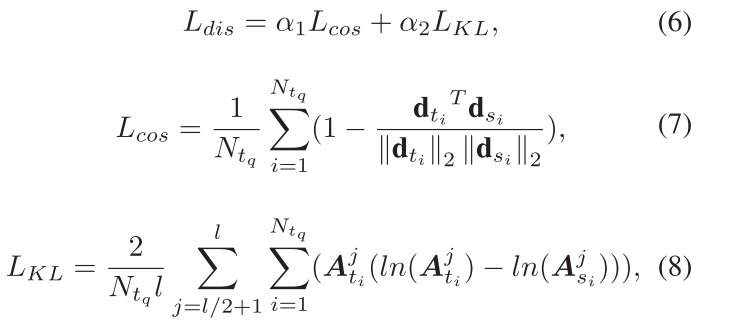 L_{dis} = α_1 L_{cos} + α_2 L_{KL}, (6)
L_{cos} = \frac{1}{N_{t_q}} \sum_{i=1}^{N_{t_q}} (1 - \frac{\mathbf{d}_{t_i}^T \mathbf{d}_{s_i}}{\|\mathbf{d}_{t_i}\|_2 \|\mathbf{d}_{s_i}\|_2}), (7)
L_{KL} = \frac{2}{N_{t_q} l} \sum_{j=l/2+1}^{l} \sum_{i=1}^{N_{t_q}} (\boldsymbol{A}_{t_i}^j (ln(\boldsymbol{A}_{t_i}^j) - ln(\boldsymbol{A}_{s_i}^j))), (8)